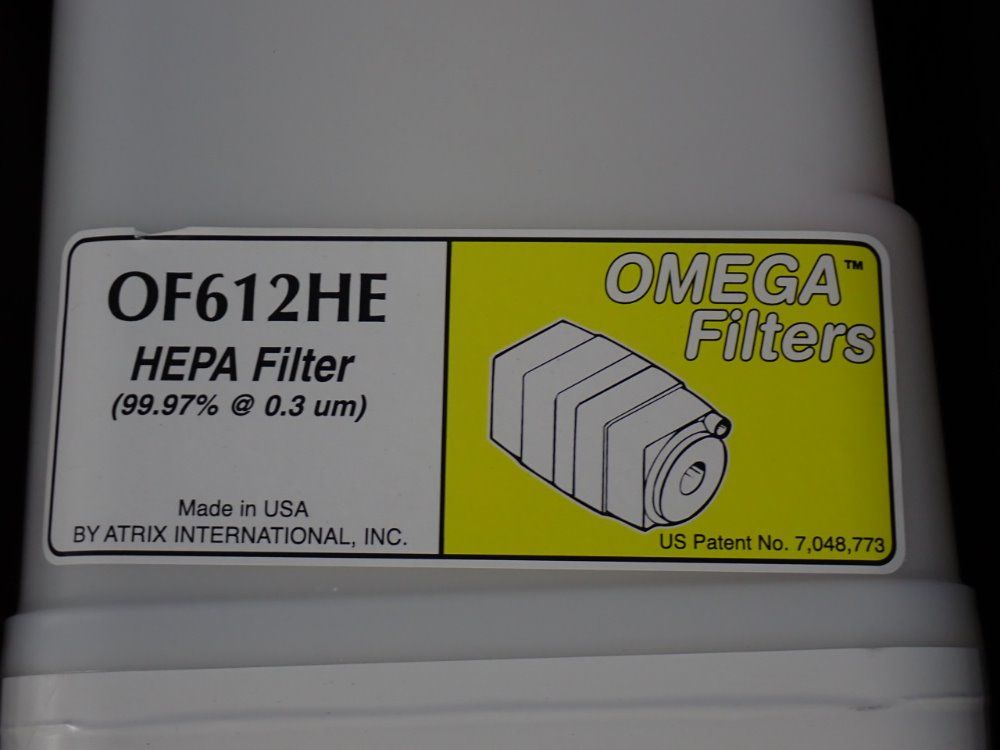 OF612HE
HEPA Filter
(99.97% @ 0.3 um)
Made in USA
BY ATRIX INTERNATIONAL, INC.
OMEGA™
Filters
US Patent No. 7,048,773